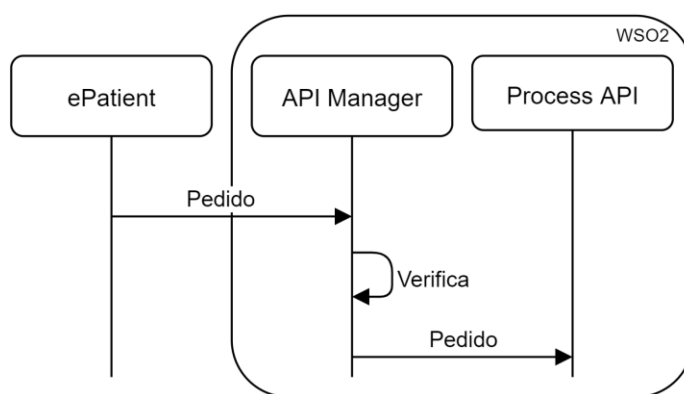 WSO2
ePatient
API Manager
Process API
Pedido
Verifica
Pedido